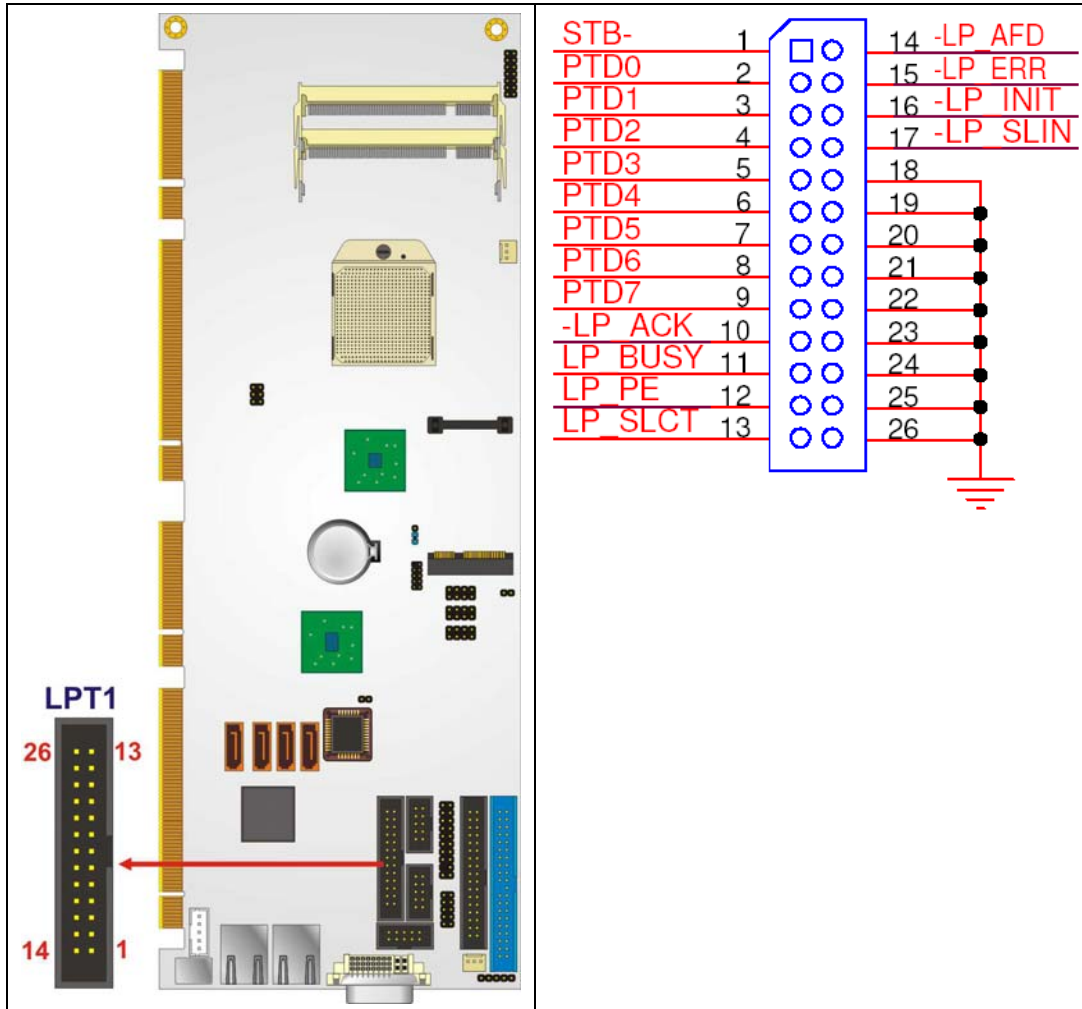 LPT1
26 13
14 1
STB- 1 14 -LP_AFD
PTD0 2 15 -LP_ERR
PTD1 3 16 -LP_INIT
PTD2 4 17 -LP_SLIN
PTD3 5 18
PTD4 6 19
PTD5 7 20
PTD6 8 21
PTD7 9 22
-LP_ACK 10 23
LP_BUSY 11 24
LP_PE 12 25
LP_SLCT 13 26